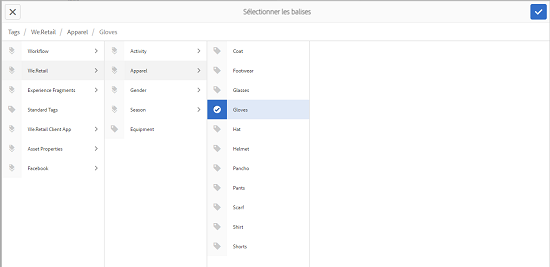 Sélectionner les balises
Tags / We.Retail / Apparel / Gloves
Workflow
We.Retail
Experience Fragments
Standard Tags
We.Retail Client App
Asset Properties
Facebook
Activity
Apparel
Gender
Season
Equipment
Coat
Footwear
Glasses
Gloves
Hat
Helmet
Pancho
Pants
Scarf
Shirt
Shorts